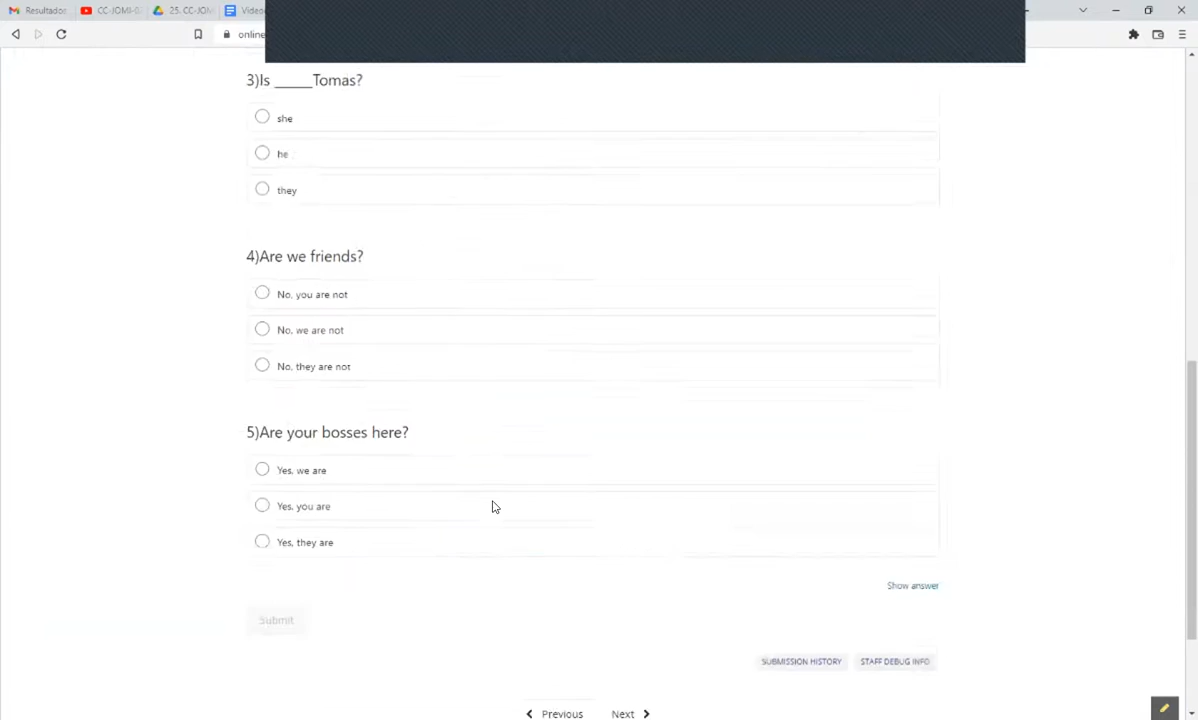 Resultado
CC-JOMI-0
25. CC-JOM
Video
online
3)Is _____Tomas?
she
he
they
4)Are we friends?
No, you are not
No, we are not
No, they are not
5)Are your bosses here?
Yes, we are
Yes, you are
Yes, they are
Show answer
Submit
SUBMISSION HISTORY
STAFF DEBUG INFO
Previous
Next